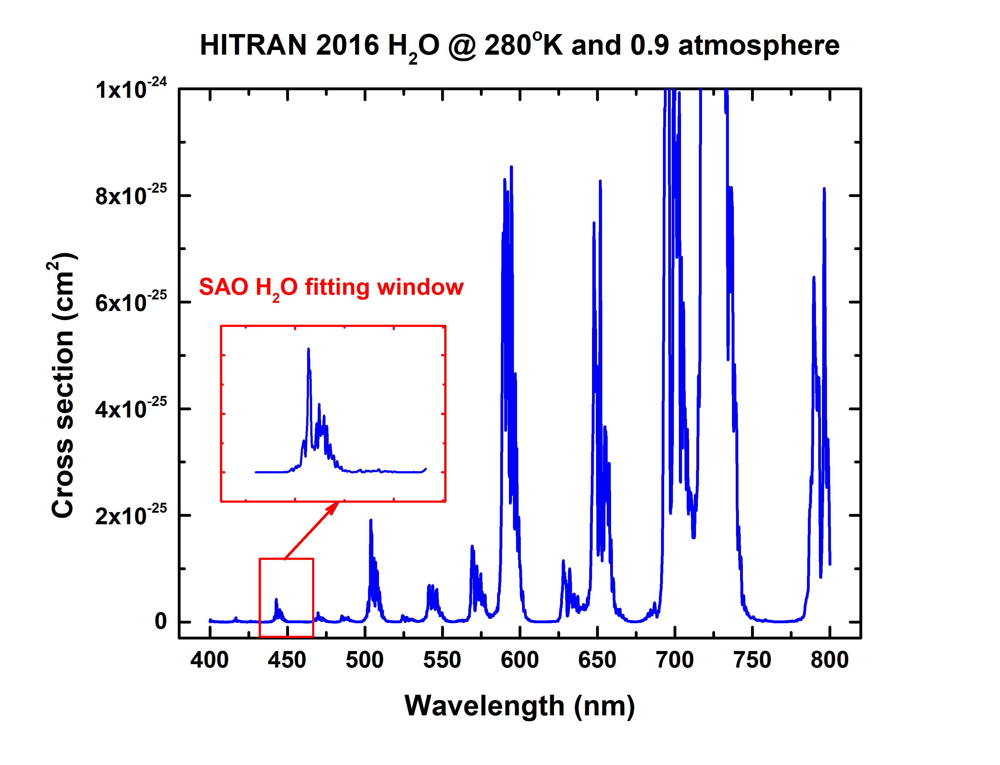 HITRAN 2016 H₂O @ 280°K and 0.9 atmosphere
1x10⁻²⁴
8x10⁻²⁵
6x10⁻²⁵
4x10⁻²⁵
2x10⁻²⁵
0
Cross section (cm²)
SAO H₂O fitting window
400 450 500 550 600 650 700 750 800
Wavelength (nm)